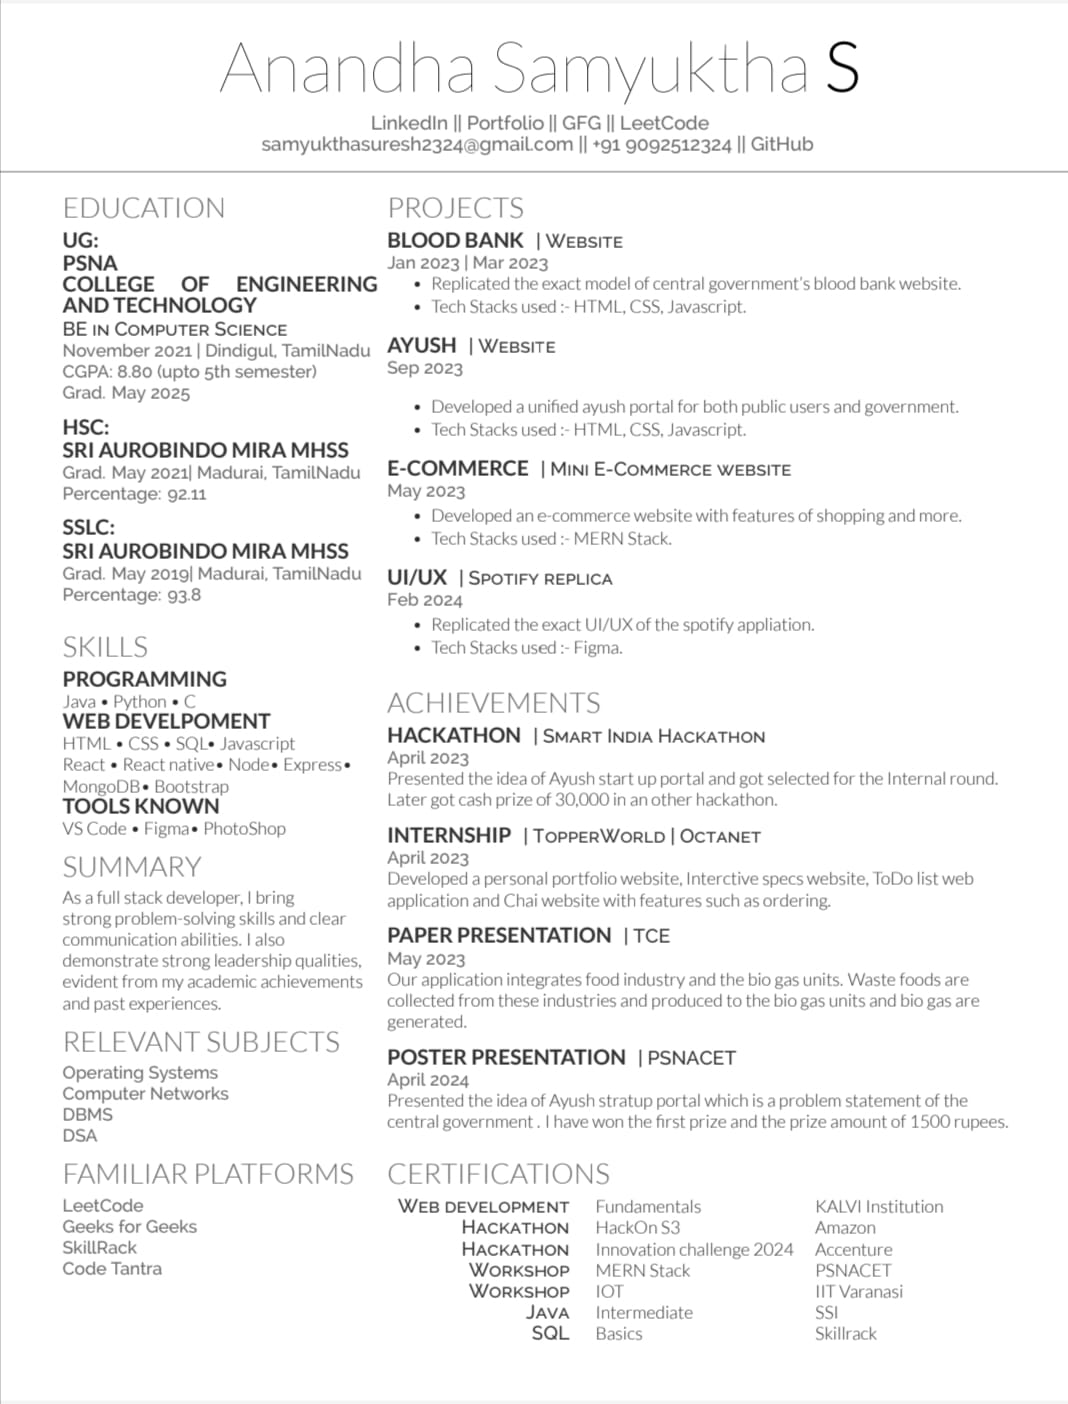 Anandha Samyuktha S
LinkedIn || Portfolio || GFG || LeetCode
samyukthasuresh2324@gmail.com || +91 9092512324 || GitHub
EDUCATION
UG:
PSNA
COLLEGE OF ENGINEERING
AND TECHNOLOGY
BE IN COMPUTER SCIENCE
November 2021 | Dindigul, TamilNadu
CGPA: 8.80 (upto 5th semester)
Grad. May 2025
HSC:
SRI AUROBINDO MIRA MHSS
Grad. May 2021| Madurai, TamilNadu
Percentage: 92.11
SSLC:
SRI AUROBINDO MIRA MHSS
Grad. May 2019| Madurai, TamilNadu
Percentage: 93.8
SKILLS
PROGRAMMING
Java • Python • C
WEB DEVELPOMENT
HTML • CSS • SQL• Javascript
React • React native• Node• Express•
MongoDB• Bootstrap
TOOLS KNOWN
VS Code • Figma• PhotoShop
SUMMARY
As a full stack developer, I bring
strong problem-solving skills and clear
communication abilities. I also
demonstrate strong leadership qualities,
evident from my academic achievements
and past experiences.
RELEVANT SUBJECTS
Operating Systems
Computer Networks
DBMS
DSA
FAMILIAR PLATFORMS
LeetCode
Geeks for Geeks
SkillRack
Code Tantra
PROJECTS
BLOOD BANK | WEBSITE
Jan 2023 | Mar 2023
• Replicated the exact model of central government's blood bank website.
• Tech Stacks used :- HTML, CSS, Javascript.
AYUSH | WEBSITE
Sep 2023
• Developed a unified ayush portal for both public users and government.
• Tech Stacks used :- HTML, CSS, Javascript.
E-COMMERCE | MINI E-COMMERCE WEBSITE
May 2023
• Developed an e-commerce website with features of shopping and more.
• Tech Stacks used :- MERN Stack.
UI/UX | SPOTIFY REPLICA
Feb 2024
• Replicated the exact UI/UX of the spotify appliation.
• Tech Stacks used :- Figma.
ACHIEVEMENTS
HACKATHON | SMART INDIA HACKATHON
April 2023
Presented the idea of Ayush start up portal and got selected for the Internal round.
Later got cash prize of 30,000 in an other hackathon.
INTERNSHIP | TOPPERWORLD | OCTANET
April 2023
Developed a personal portfolio website, Interctive specs website, ToDo list web
application and Chai website with features such as ordering.
PAPER PRESENTATION | TCE
May 2023
Our application integrates food industry and the bio gas units. Waste foods are
collected from these industries and produced to the bio gas units and bio gas are
generated.
POSTER PRESENTATION | PSNACET
April 2024
Presented the idea of Ayush stratup portal which is a problem statement of the
central government . I have won the first prize and the prize amount of 1500 rupees.
CERTIFICATIONS
WEB DEVELOPMENT Fundamentals KALVI Institution
HACKATHON HackOn S3 Amazon
HACKATHON Innovation challenge 2024 Accenture
WORKSHOP MERN Stack PSNACET
WORKSHOP IOT IIT Varanasi
JAVA Intermediate SSI
SQL Basics Skillrack